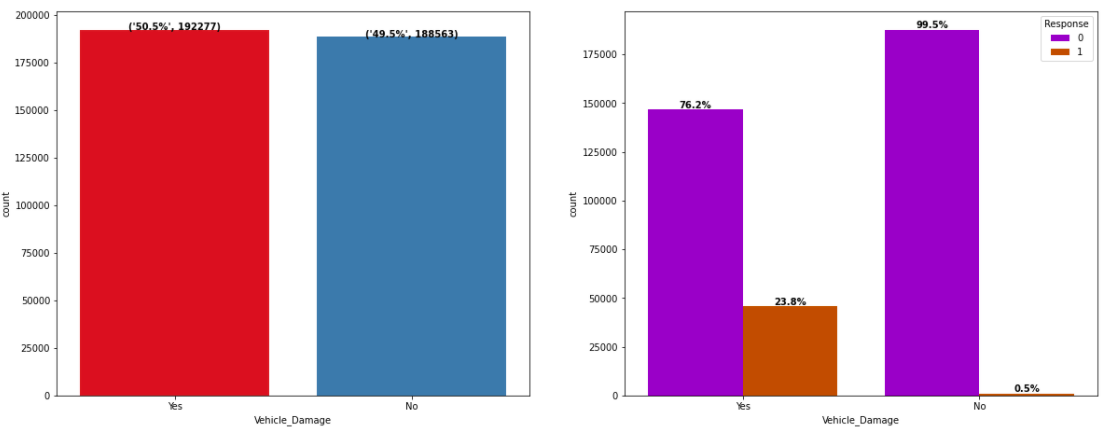 ('50.5%', 192277)
('49.5%', 188563)
200000
175000
150000
125000
100000
75000
50000
25000
0
count
Yes
No
Vehicle_Damage
Response
0
1
99.5%
76.2%
23.8%
0.5%
175000
150000
125000
100000
75000
50000
25000
0
count
Yes
No
Vehicle_Damage